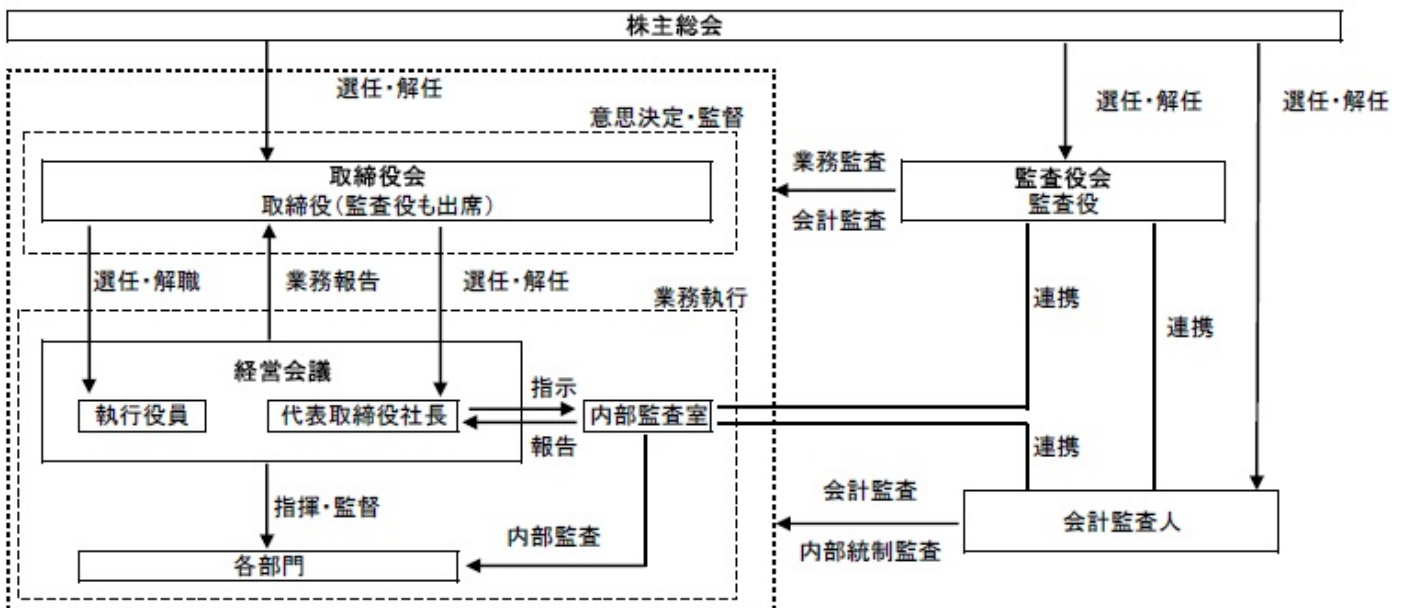 株主総会
選任・解任
選任・解任
選任・解任
意思決定・監督
取締役会
取締役(監査役も出席)
業務監査
会計監査
監査役会
監査役
選任・解職
業務報告
選任・解任
業務執行
連携
連携
経営会議
執行役員
代表取締役社長
指示
報告
内部監査室
連携
指揮・監督
内部監査
各部門
会計監査
内部統制監査
会計監査人